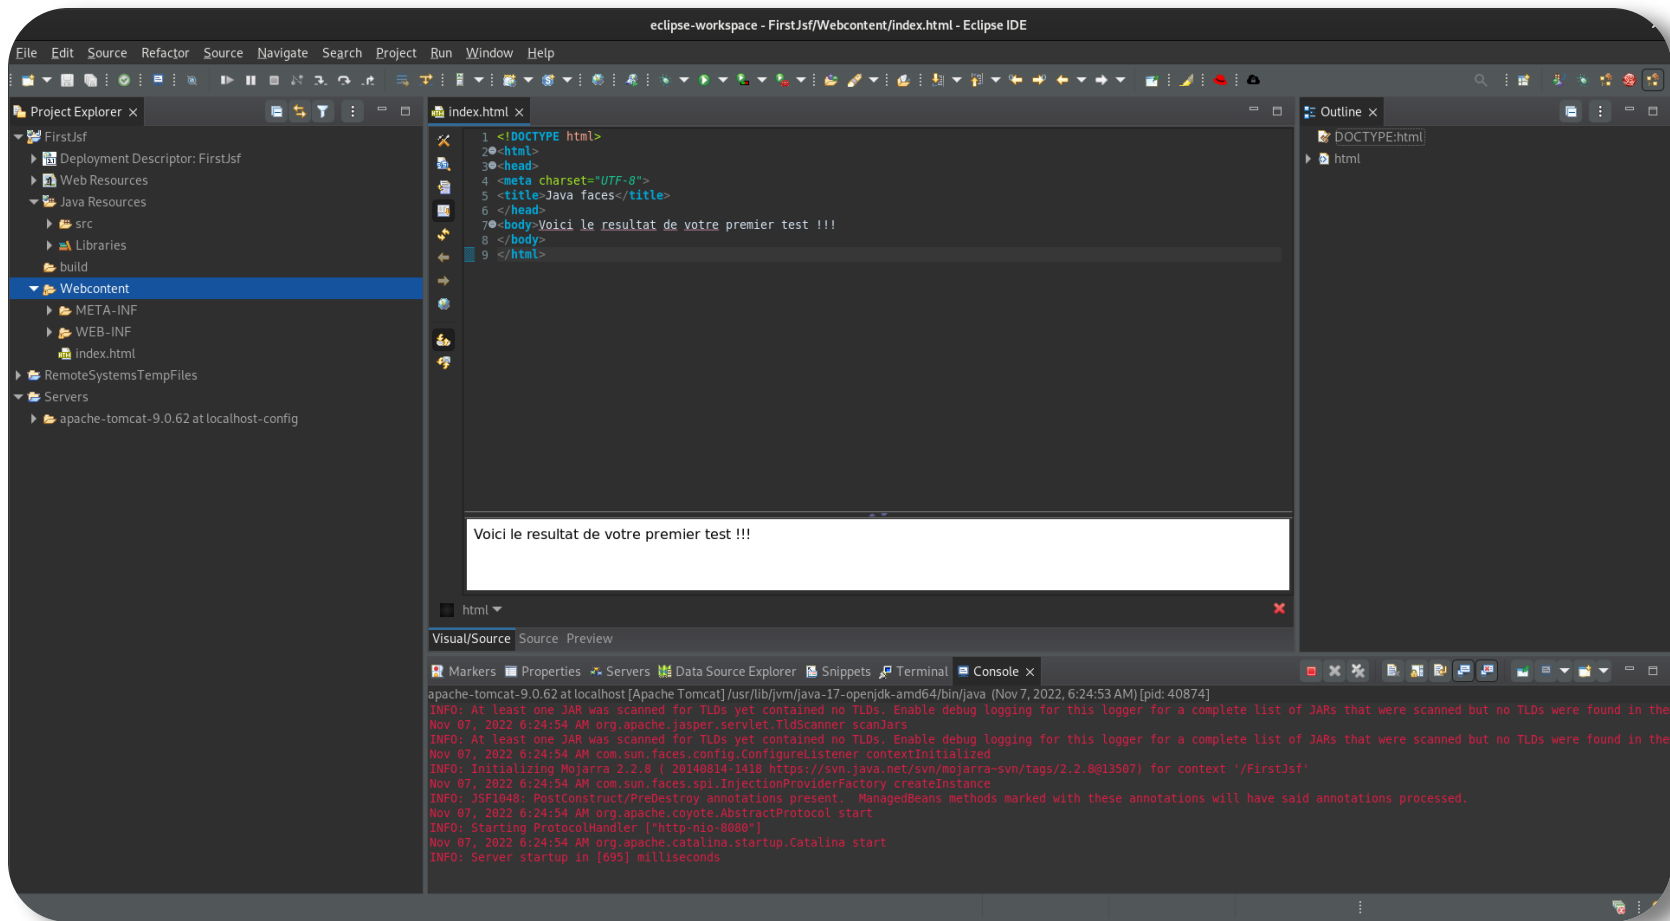 eclipse-workspace - FirstJsf/Webcontent/index.html - Eclipse IDE
File Edit Source Refactor Source Navigate Search Project Run Window Help
Project Explorer
FirstJsf
Deployment Descriptor: FirstJsf
Web Resources
Java Resources
src
Libraries
build
Webcontent
META-INF
WEB-INF
index.html
RemoteSystemsTempFiles
Servers
apache-tomcat-9.0.62 at localhost-config
index.html
1 <!DOCTYPE html>
2 <html>
3 <head>
4 <meta charset="UTF-8">
5 <title>Java faces</title>
6 </head>
7 <body>Voici le resultat de votre premier test !!!
8 </body>
9 </html>
Voici le resultat de votre premier test !!!
html
Visual/Source Source Preview
Outline
DOCTYPE:html
html
Markers Properties Servers Data Source Explorer Snippets Terminal Console
apache-tomcat-9.0.62 at localhost [Apache Tomcat] /usr/lib/jvm/java-17-openjdk-amd64/bin/java (Nov 7, 2022, 6:24:53 AM) [pid: 40874]
INFO: At least one JAR was scanned for TLDs yet contained no TLDs. Enable debug logging for this logger for a complete list of JARs that were scanned but no TLDs were found in the
Nov 07, 2022 6:24:54 AM org.apache.jasper.servlet.TldScanner scanJars
INFO: At least one JAR was scanned for TLDs yet contained no TLDs. Enable debug logging for this logger for a complete list of JARs that were scanned but no TLDs were found in the
Nov 07, 2022 6:24:54 AM com.sun.faces.config.ConfigureListener contextInitialized
INFO: Initializing Mojarra 2.2.8 ( 20140814-1418 https://svn.java.net/svn/mojarra~svn/tags/2.2.8@13507) for context '/FirstJsf'
Nov 07, 2022 6:24:54 AM com.sun.faces.spi.InjectionProviderFactory createInstance
INFO: JSF1048: PostConstruct/PreDestroy annotations present.  ManagedBeans methods marked with these annotations will have said annotations processed.
Nov 07, 2022 6:24:54 AM org.apache.coyote.AbstractProtocol start
INFO: Starting ProtocolHandler ["http-nio-8080"]
Nov 07, 2022 6:24:54 AM org.apache.catalina.startup.Catalina start
INFO: Server startup in [695] milliseconds